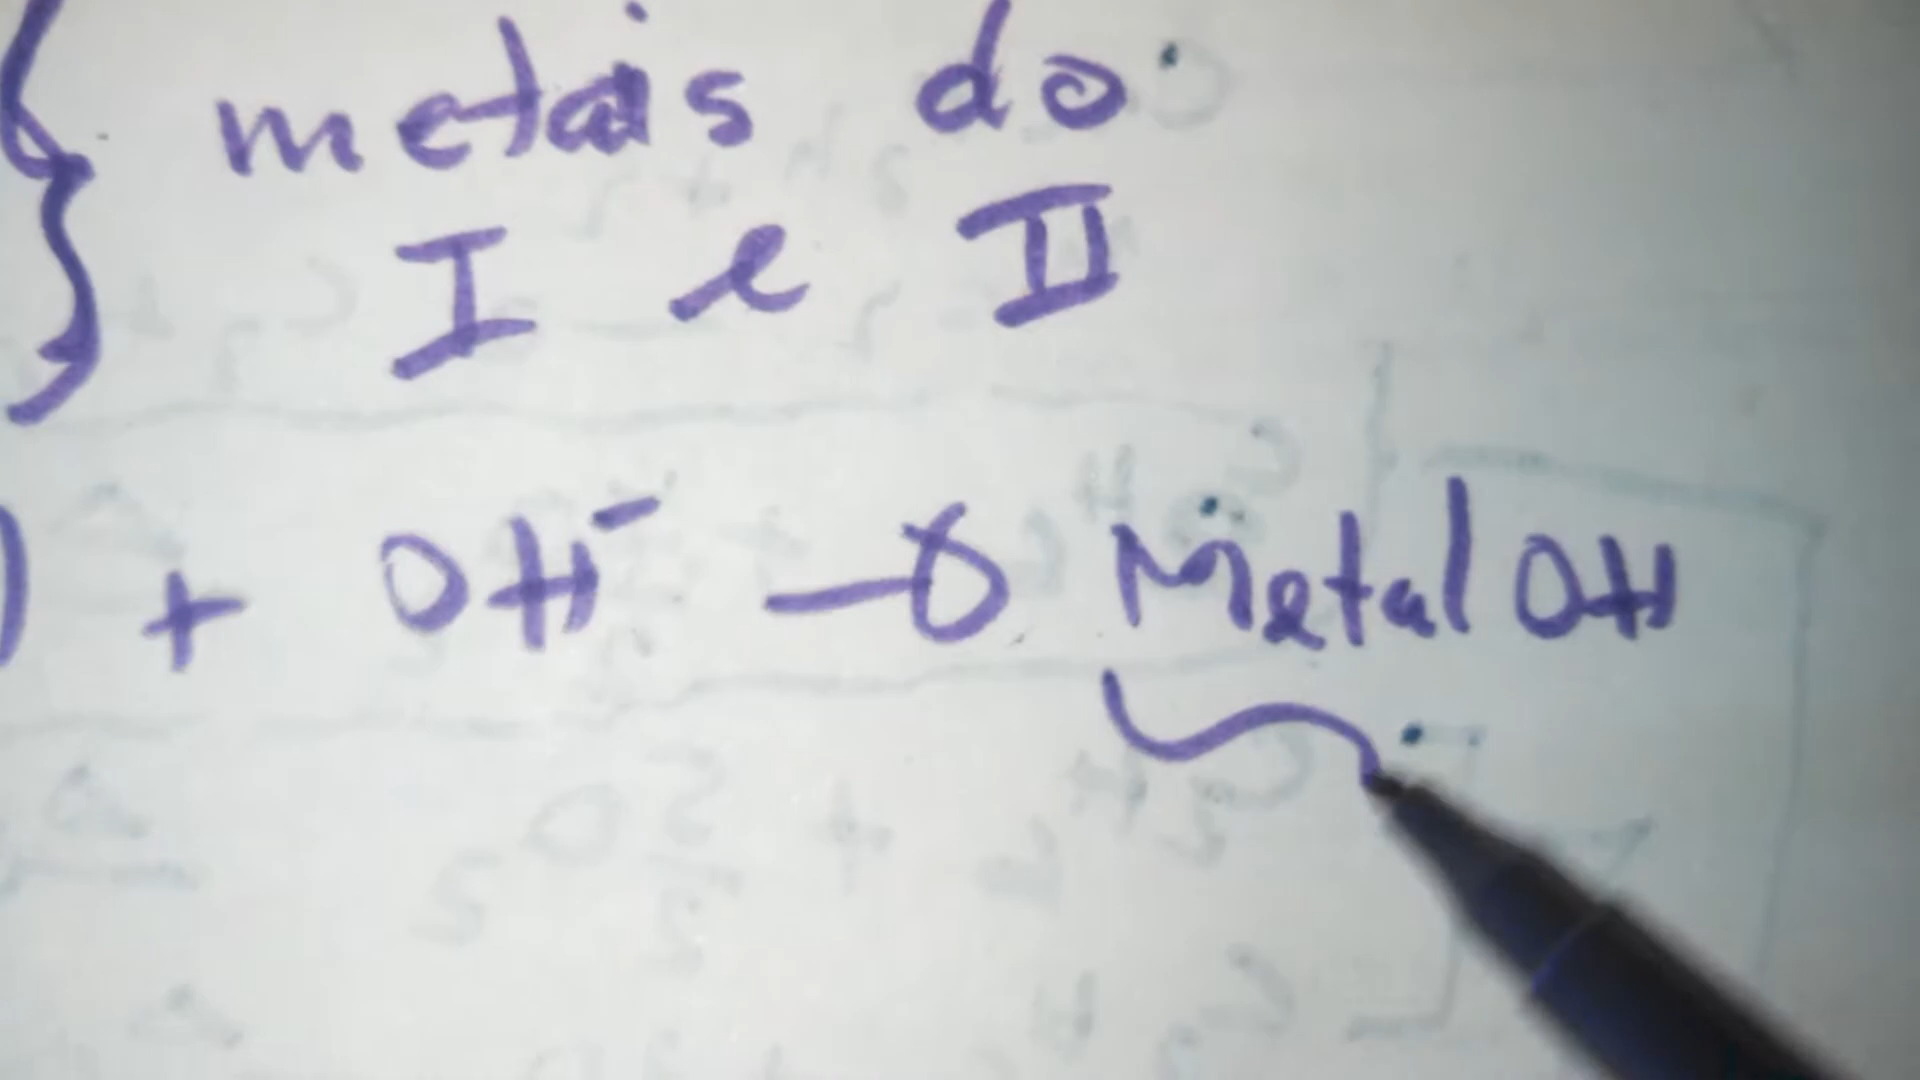 } metais do
I e II
) + OH⁻ → Metal OH